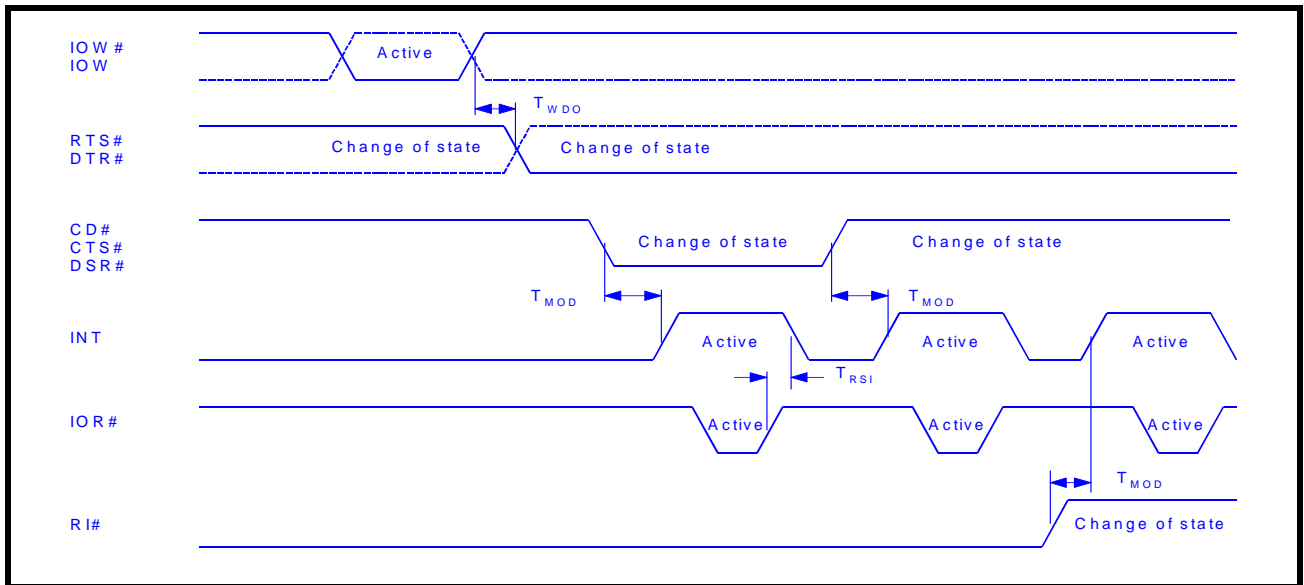 IOW#
IOW
Active
TWDO
RTS#
DTR#
Change of state
Change of state
CD#
CTS#
DSR#
Change of state
Change of state
TMOD
TMOD
INT
Active
Active
Active
TRSI
IOR#
Active
Active
Active
TMOD
RI#
Change of state